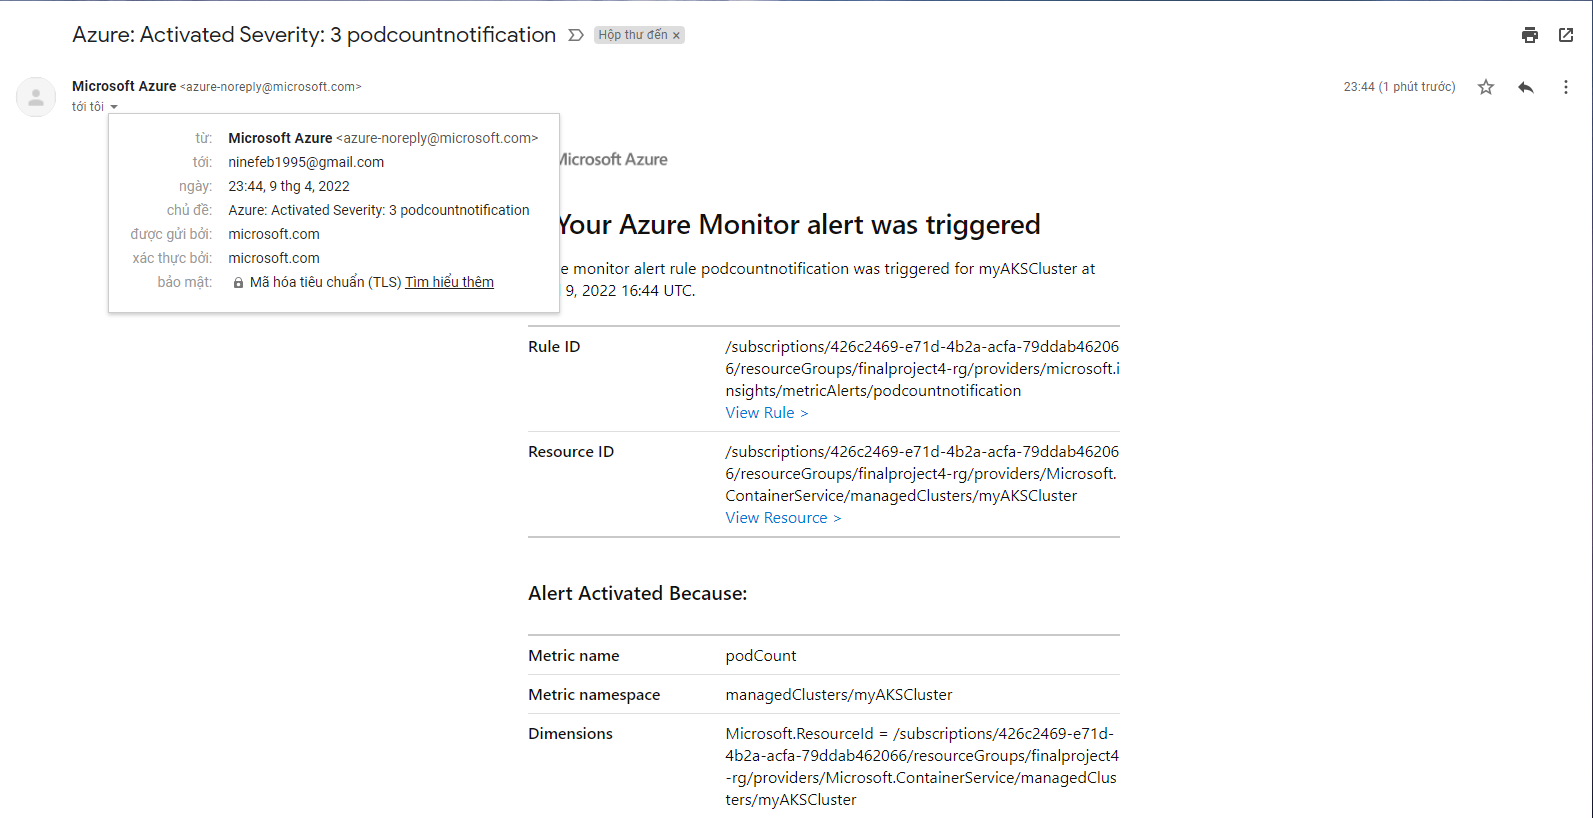 Azure: Activated Severity: 3 podcountnotification
Hộp thư đến ×
Microsoft Azure <azure-noreply@microsoft.com>
23:44 (1 phút trước)
tới tôi
từ: Microsoft Azure <azure-noreply@microsoft.com>
tới: ninefeb1995@gmail.com
ngày: 23:44, 9 thg 4, 2022
chủ đề: Azure: Activated Severity: 3 podcountnotification
được gửi bởi: microsoft.com
xác thực bởi: microsoft.com
bảo mật: Mã hóa tiêu chuẩn (TLS) Tìm hiểu thêm
Microsoft Azure
Your Azure Monitor alert was triggered
e monitor alert rule podcountnotification was triggered for myAKSCluster at
9, 2022 16:44 UTC.
Rule ID
/subscriptions/426c2469-e71d-4b2a-acfa-79ddab46206
6/resourceGroups/finalproject4-rg/providers/microsoft.i
nsights/metricAlerts/podcountnotification
View Rule >
Resource ID
/subscriptions/426c2469-e71d-4b2a-acfa-79ddab46206
6/resourceGroups/finalproject4-rg/providers/Microsoft.
ContainerService/managedClusters/myAKSCluster
View Resource >
Alert Activated Because:
Metric name podCount
Metric namespace managedClusters/myAKSCluster
Dimensions
Microsoft.ResourceId = /subscriptions/426c2469-e71d-
4b2a-acfa-79ddab462066/resourceGroups/finalproject4
-rg/providers/Microsoft.ContainerService/managedClus
ters/myAKSCluster